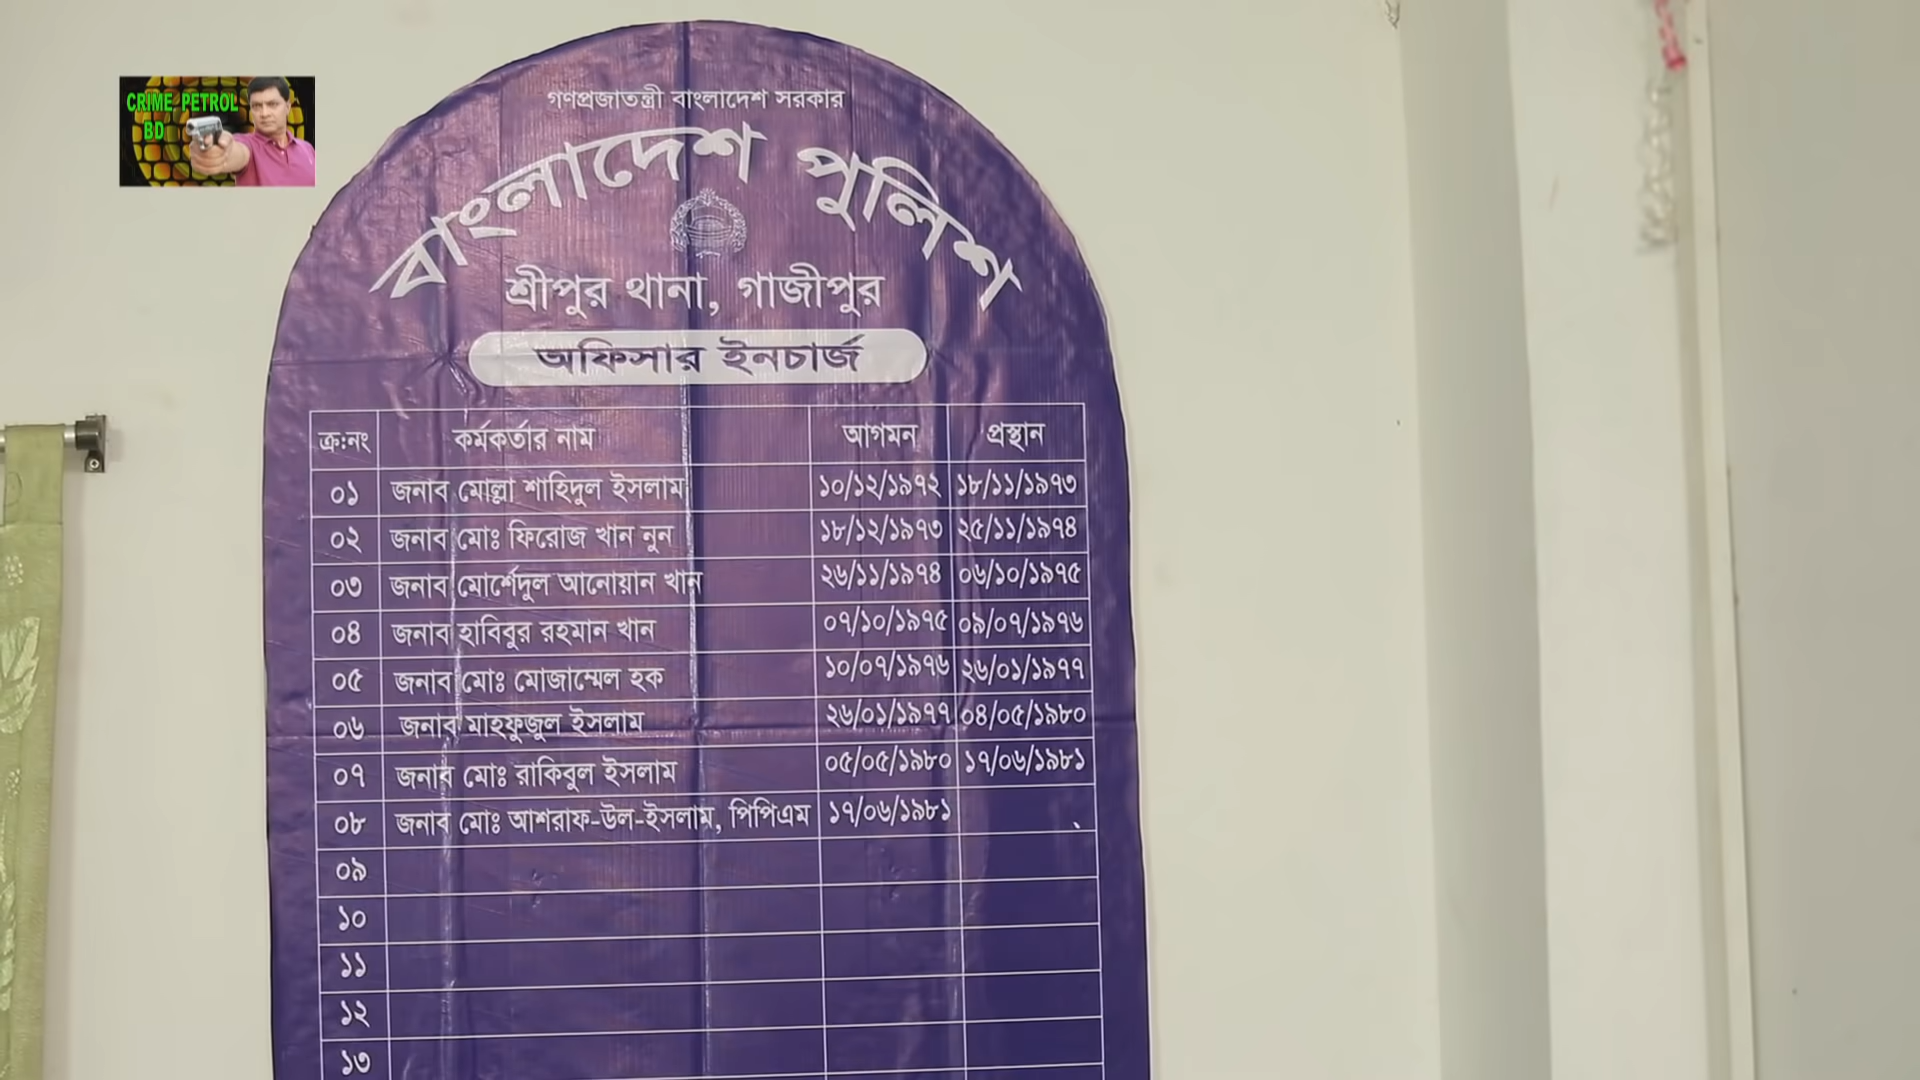 CRIME PETROL
BD
গণপ্রজাতন্ত্রী বাংলাদেশ সরকার
বাংলাদেশ পুলিশ
শ্রীপুর থানা, গাজীপুর
অফিসার ইনচার্জ
ক্র:নং কর্মকর্তার নাম আগমন প্রস্থান
০১ জনাব মোল্লা শাহিদুল ইসলাম ১০/১২/১৯৭২ ১৮/১১/১৯৭৩
০২ জনাব মোঃ ফিরোজ খান নুন ১৮/১২/১৯৭৩ ২৫/১১/১৯৭৪
০৩ জনাব মোর্শেদুল আনোয়ান খান ২৬/১১/১৯৭৪ ০৬/১০/১৯৭৫
০৪ জনাব হাবিবুর রহমান খান ০৭/১০/১৯৭৫ ০৯/০৭/১৯৭৬
০৫ জনাব মোঃ মোজাম্মেল হক ১০/০৭/১৯৭৬ ২৬/০১/১৯৭৭
০৬ জনাব মাহফুজুল ইসলাম ২৬/০১/১৯৭৭ ০৪/০৫/১৯৮০
০৭ জনাব মোঃ রাকিবুল ইসলাম ০৫/০৫/১৯৮০ ১৭/০৬/১৯৮১
০৮ জনাব মোঃ আশরাফ-উল-ইসলাম, পিপিএম ১৭/০৬/১৯৮১
০৯
১০
১১
১২
১৩